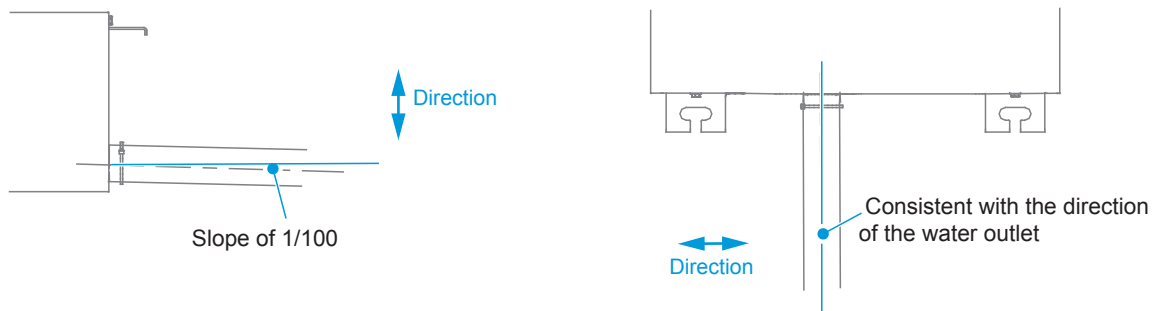 Direction
Slope of 1/100
Consistent with the direction
of the water outlet
Direction